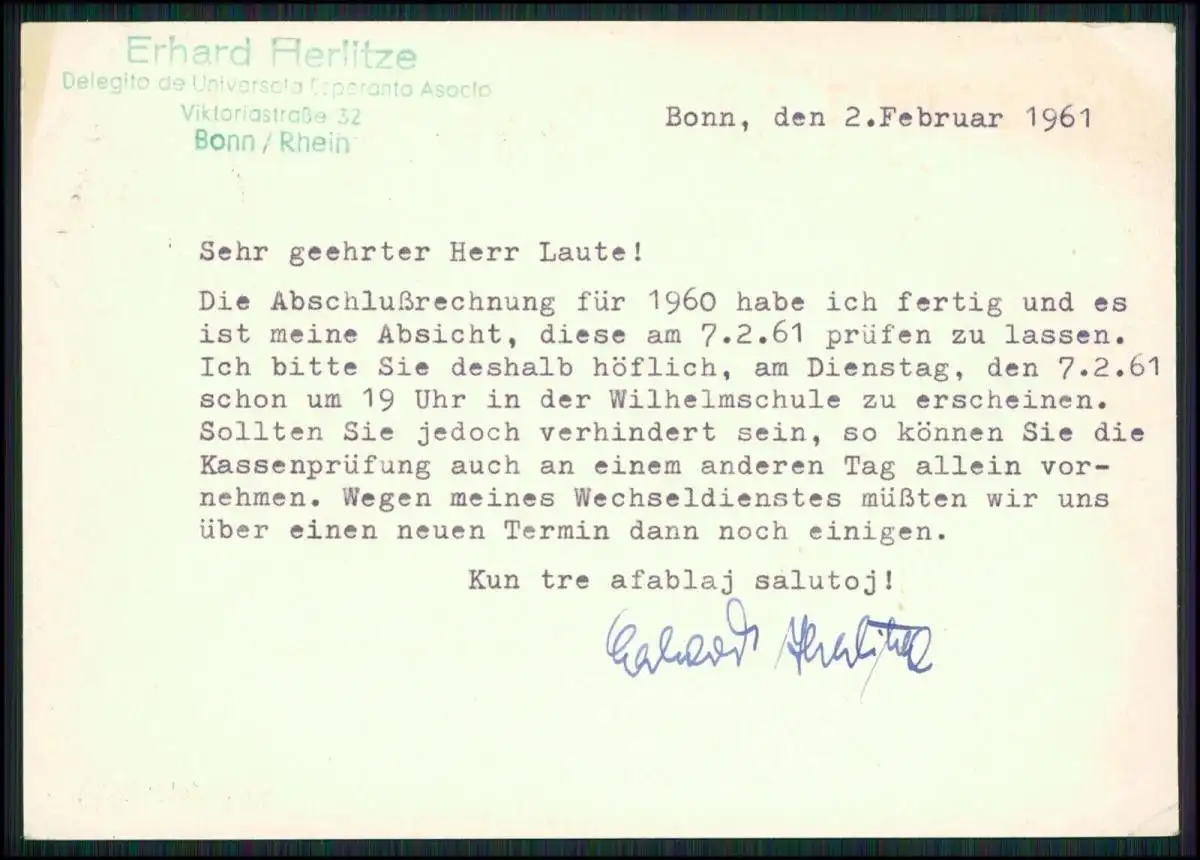 Erhard Herlitze
Delegito de Universala Esperanto Asocio
Viktoriastraße 32
Bonn / Rhein
Bonn, den 2.Februar 1961
Sehr geehrter Herr Laute!
Die Abschlußrechnung für 1960 habe ich fertig und es
ist meine Absicht, diese am 7.2.61 prüfen zu lassen.
Ich bitte Sie deshalb höflich, am Dienstag, den 7.2.61
schon um 19 Uhr in der Wilhelmschule zu erscheinen.
Sollten Sie jedoch verhindert sein, so können Sie die
Kassenprüfung auch an einem anderen Tag allein vor-
nehmen. Wegen meines Wechseldienstes müßten wir uns
über einen neuen Termin dann noch einigen.
Kun tre afablaj salutoj!
Erhard Herlitze